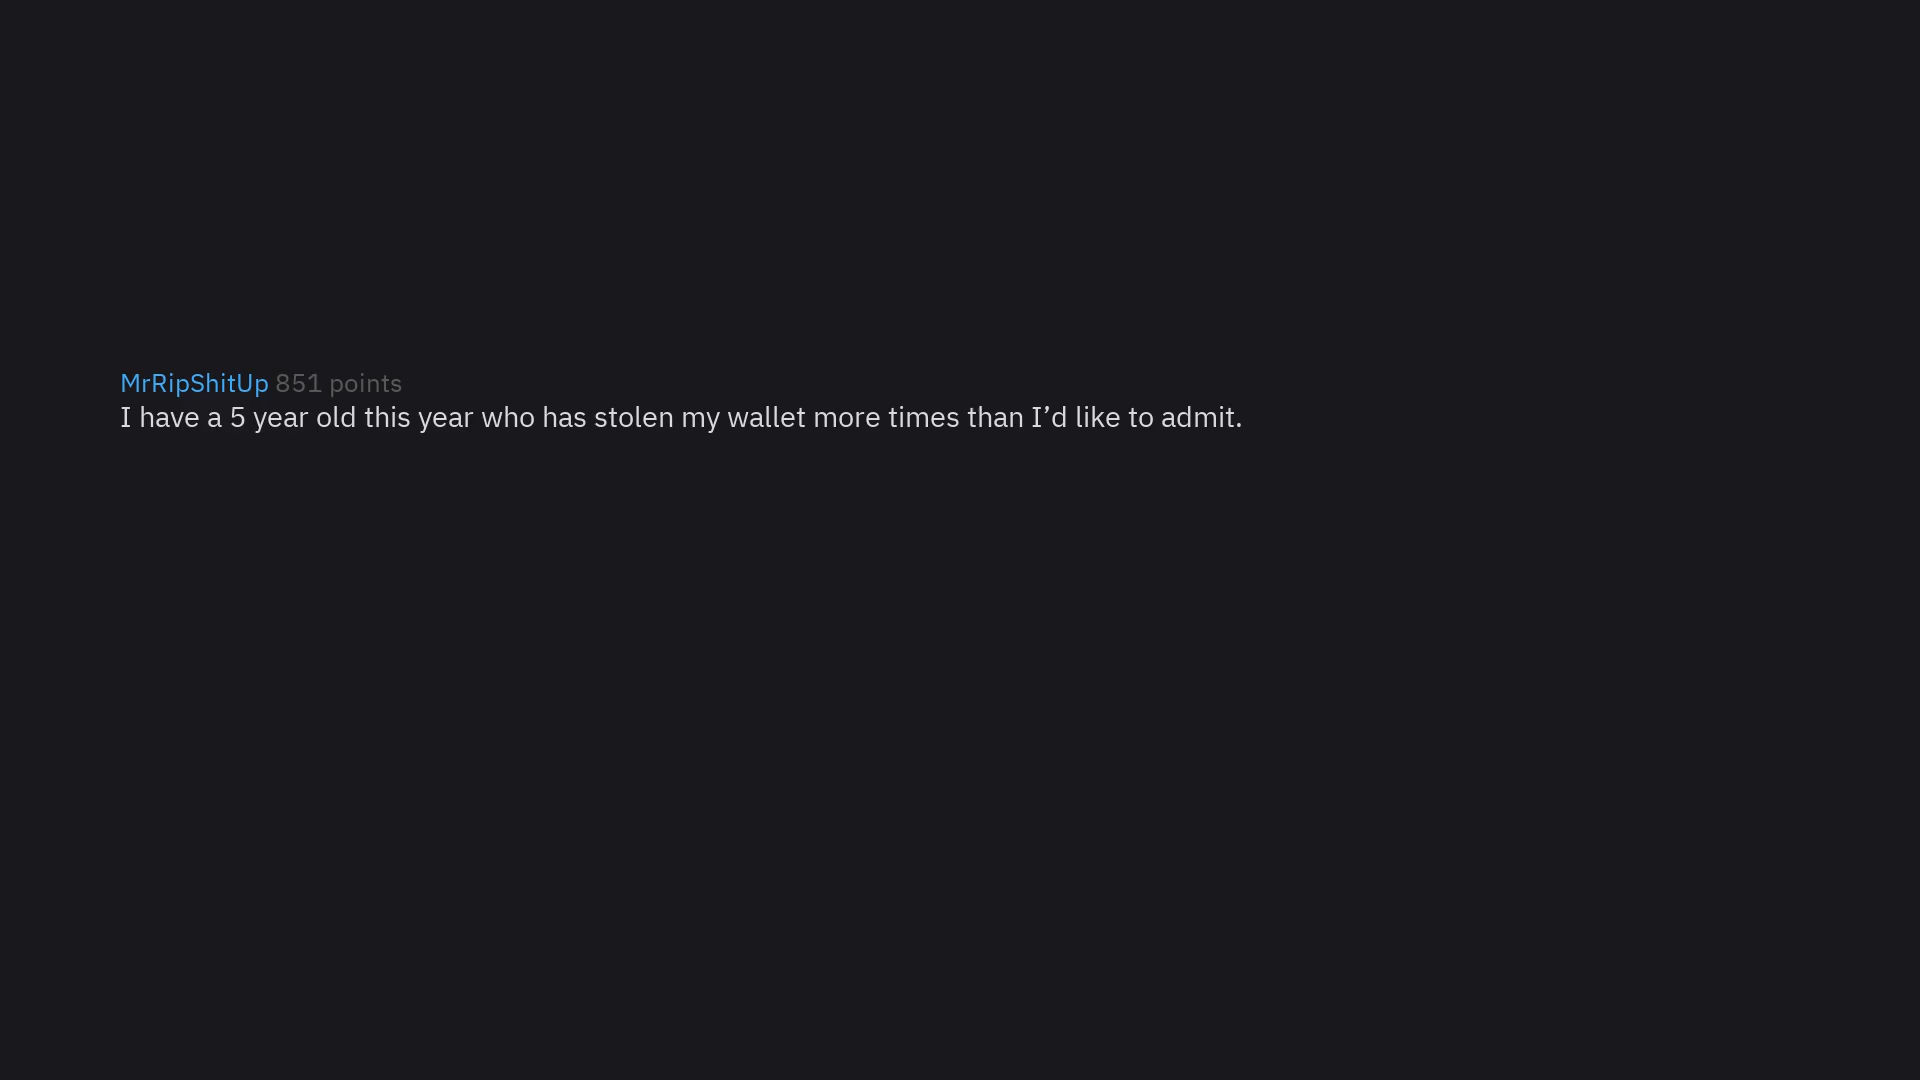 MrRipShitUp 851 points
I have a 5 year old this year who has stolen my wallet more times than I’d like to admit.